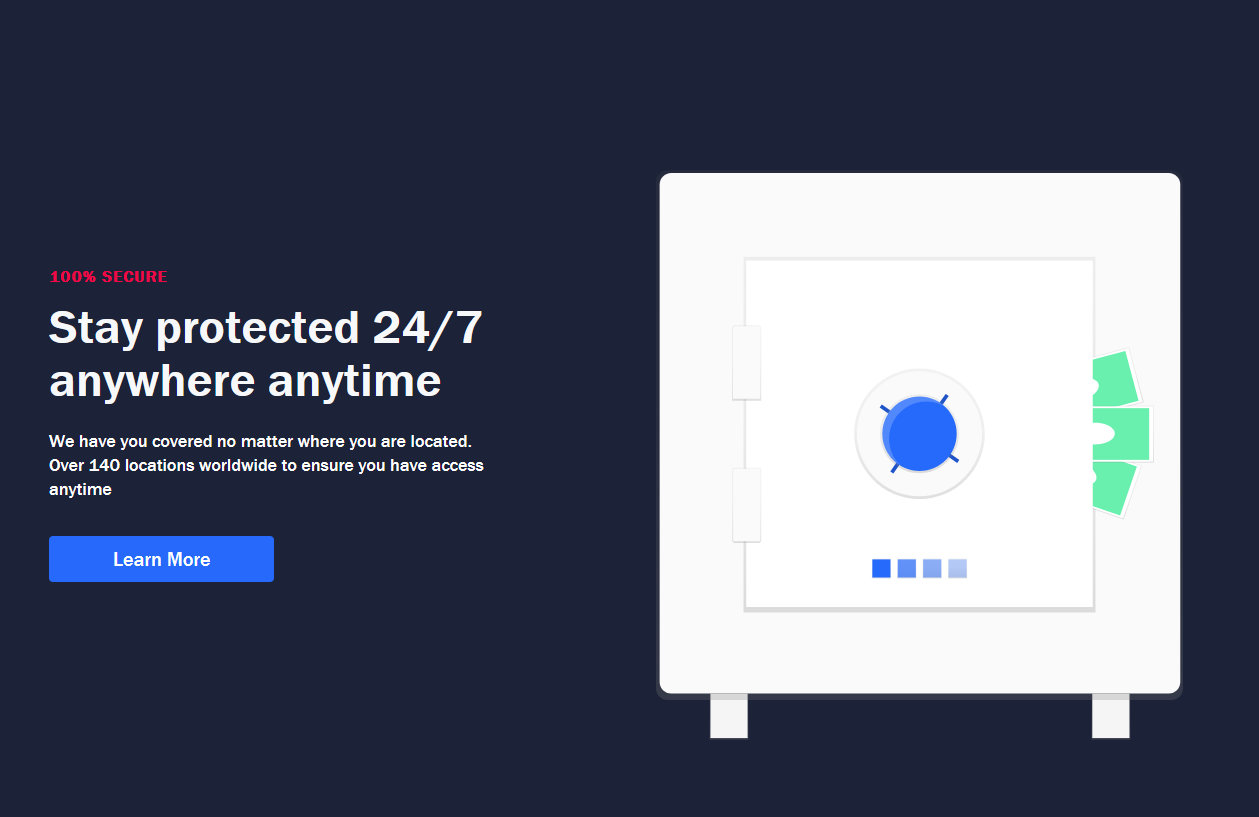 100% SECURE
Stay protected 24/7
anywhere anytime
We have you covered no matter where you are located.
Over 140 locations worldwide to ensure you have access
anytime
Learn More